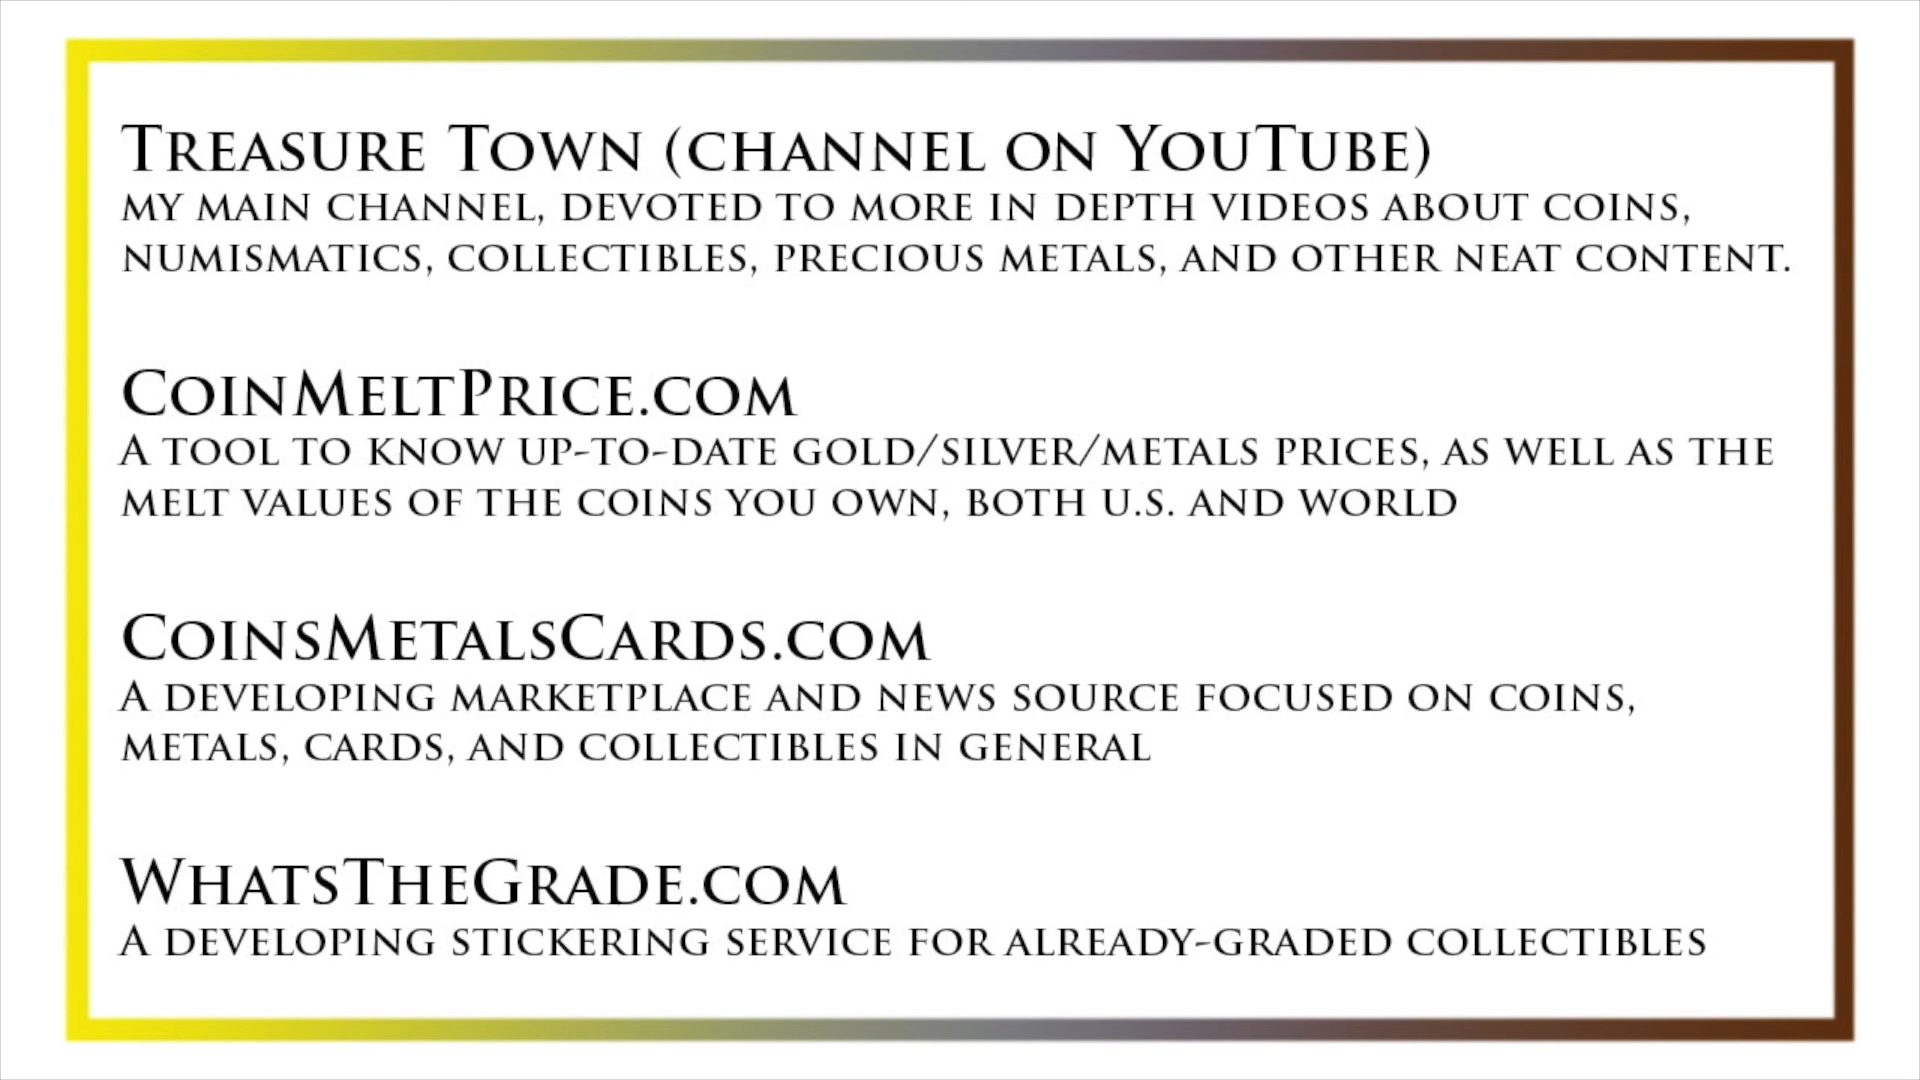 Treasure Town (channel on YouTube)
my main channel, devoted to more in depth videos about coins,
numismatics, collectibles, precious metals, and other neat content.
CoinMeltPrice.com
A tool to know up-to-date gold/silver/metals prices, as well as the
melt values of the coins you own, both U.S. and world
CoinsMetalsCards.com
A developing marketplace and news source focused on coins,
metals, cards, and collectibles in general
WhatsTheGrade.com
A developing stickering service for already-graded collectibles